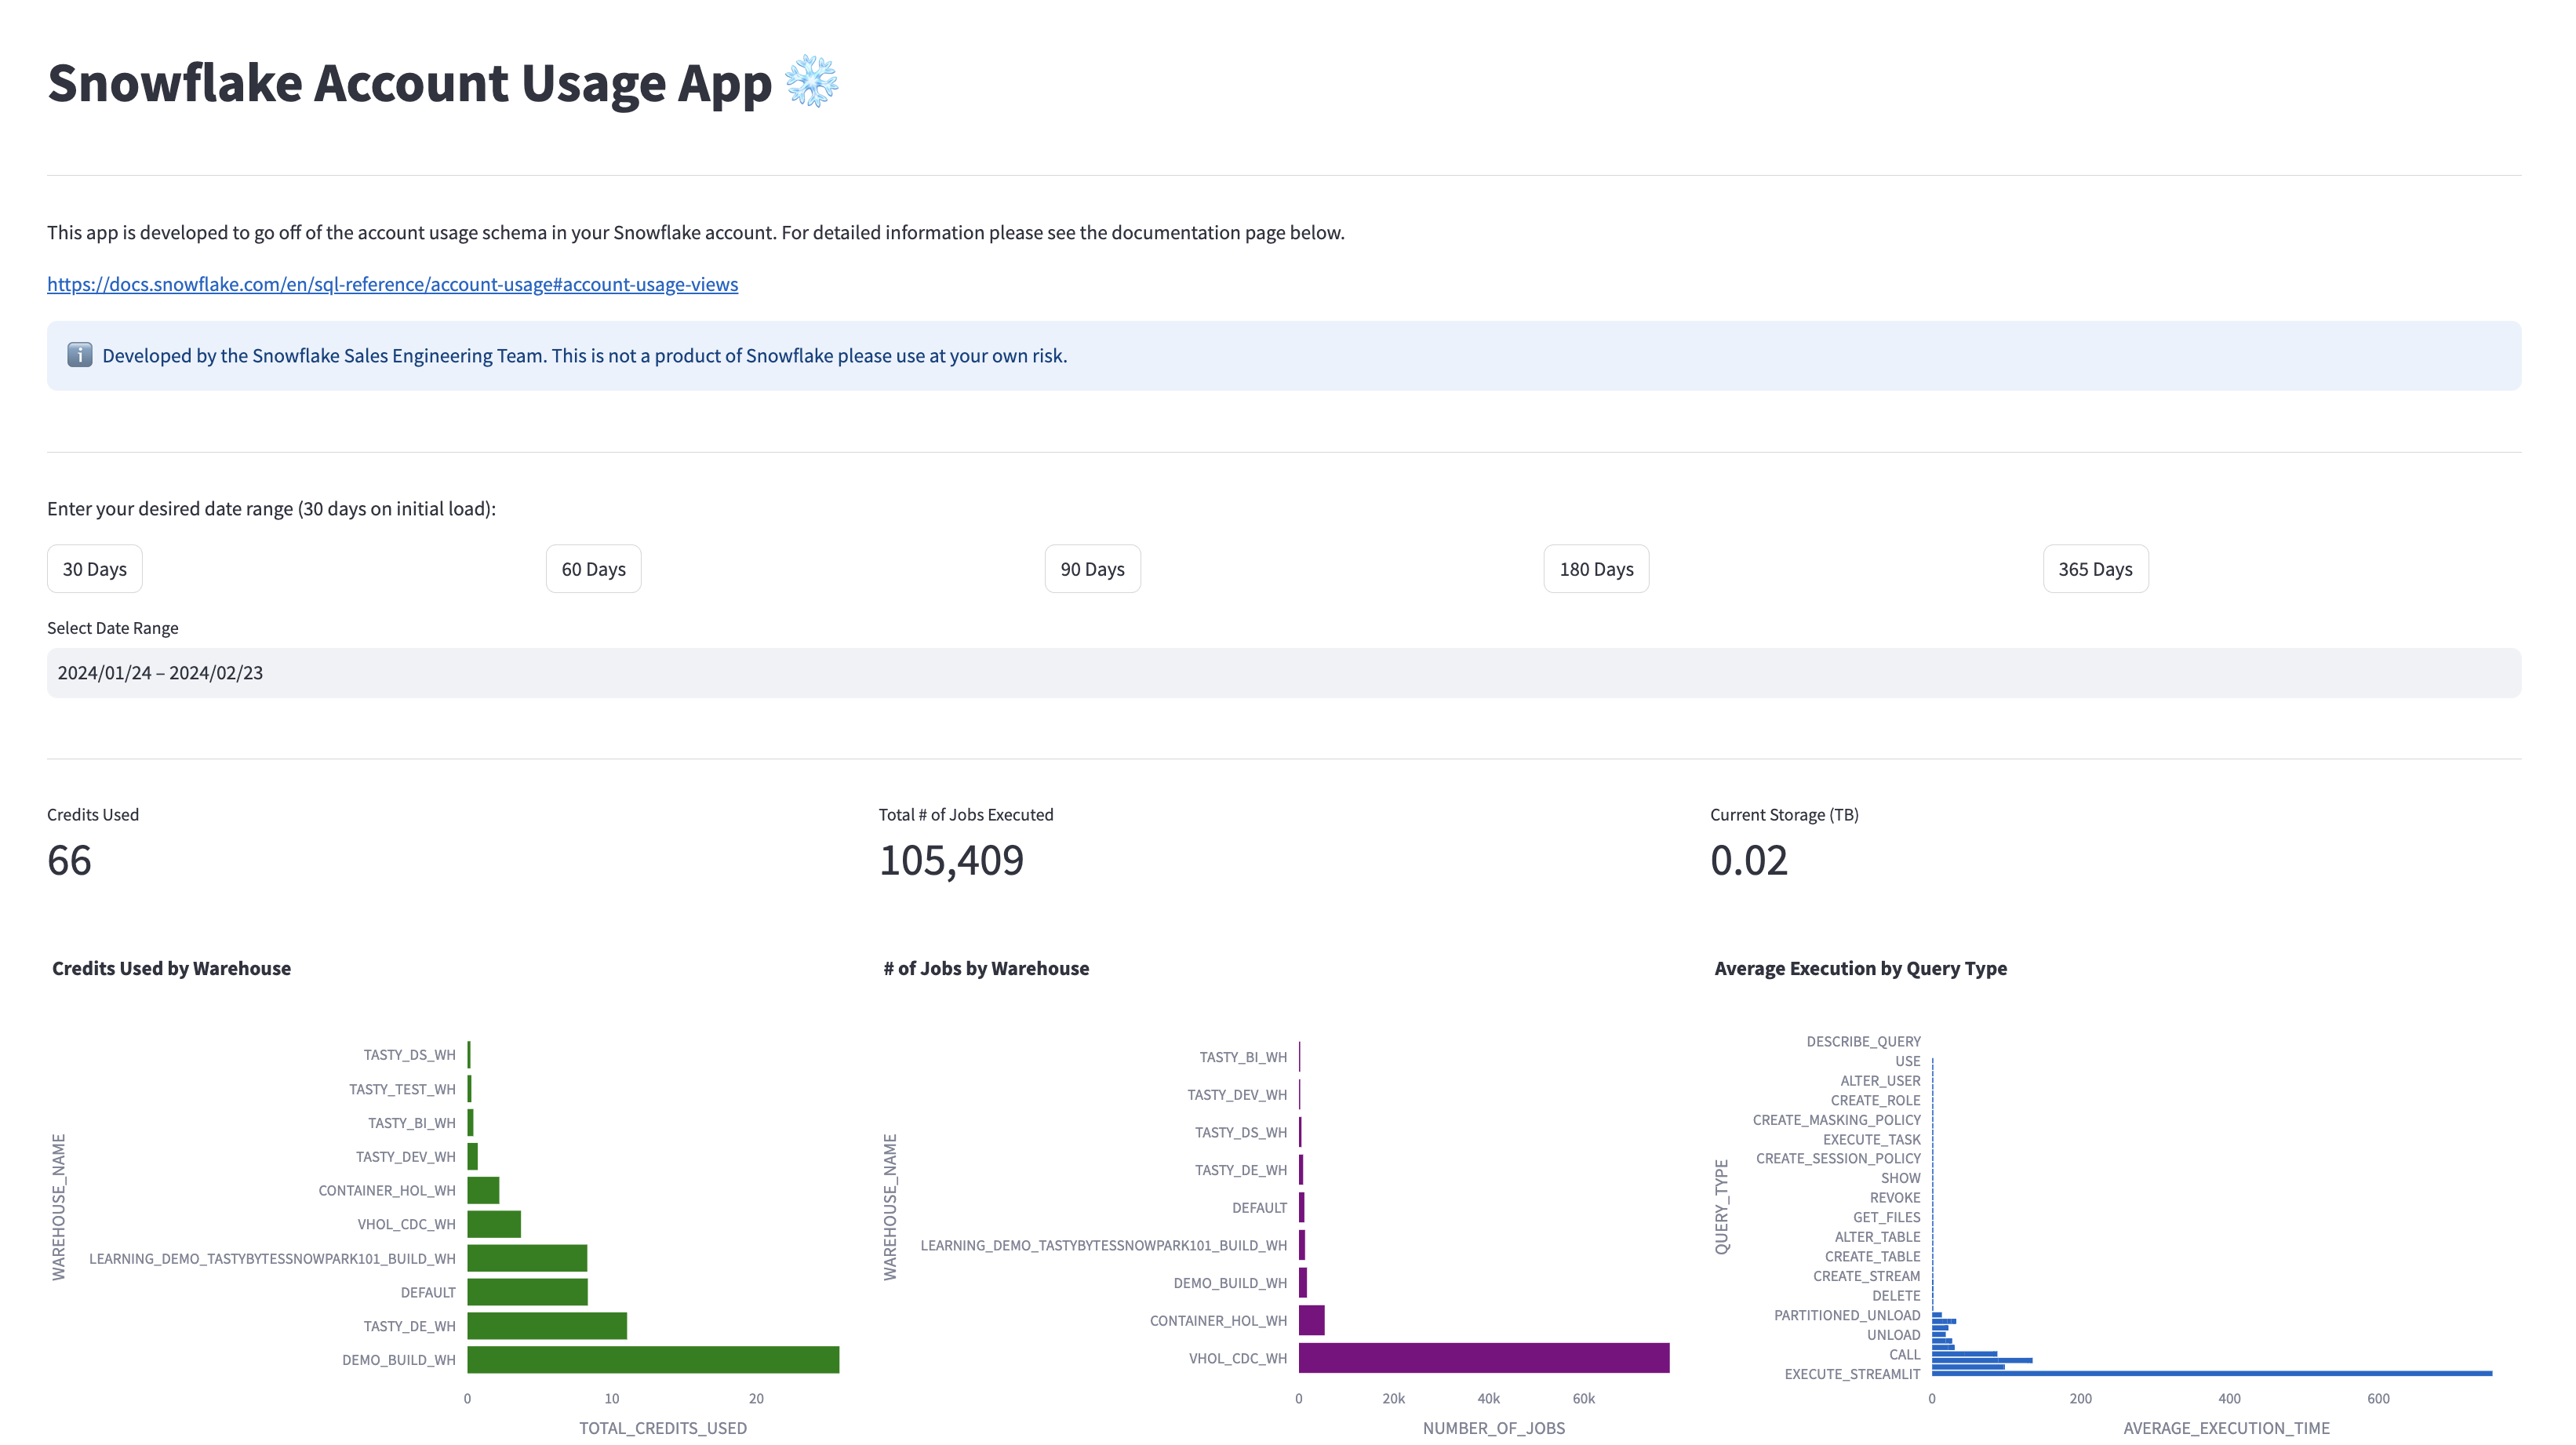 Snowflake Account Usage App
This app is developed to go off of the account usage schema in your Snowflake account. For detailed information please see the documentation page below.
https://docs.snowflake.com/en/sql-reference/account-usage#account-usage-views
Developed by the Snowflake Sales Engineering Team. This is not a product of Snowflake please use at your own risk.
Enter your desired date range (30 days on initial load):
30 Days
60 Days
90 Days
180 Days
365 Days
Select Date Range
2024/01/24 – 2024/02/23
Credits Used
66
Total # of Jobs Executed
105,409
Current Storage (TB)
0.02
Credits Used by Warehouse
WAREHOUSE_NAME
TASTY_DS_WH
TASTY_TEST_WH
TASTY_BI_WH
TASTY_DEV_WH
CONTAINER_HOL_WH
VHOL_CDC_WH
LEARNING_DEMO_TASTYBYTESSNOWPARK101_BUILD_WH
DEFAULT
TASTY_DE_WH
DEMO_BUILD_WH
0 10 20
TOTAL_CREDITS_USED
# of Jobs by Warehouse
WAREHOUSE_NAME
TASTY_BI_WH
TASTY_DEV_WH
TASTY_DS_WH
TASTY_DE_WH
DEFAULT
LEARNING_DEMO_TASTYBYTESSNOWPARK101_BUILD_WH
DEMO_BUILD_WH
CONTAINER_HOL_WH
VHOL_CDC_WH
0 20k 40k 60k
NUMBER_OF_JOBS
Average Execution by Query Type
QUERY_TYPE
DESCRIBE_QUERY
USE
ALTER_USER
CREATE_ROLE
CREATE_MASKING_POLICY
EXECUTE_TASK
CREATE_SESSION_POLICY
SHOW
REVOKE
GET_FILES
ALTER_TABLE
CREATE_TABLE
CREATE_STREAM
DELETE
PARTITIONED_UNLOAD
UNLOAD
CALL
EXECUTE_STREAMLIT
0 200 400 600
AVERAGE_EXECUTION_TIME